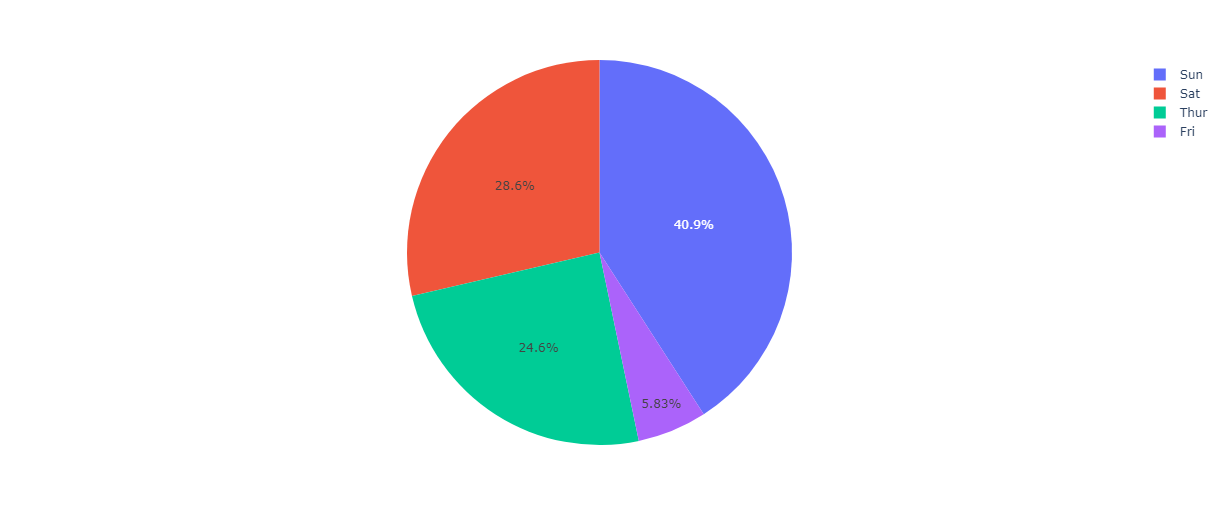 Sun
Sat
Thur
Fri
28.6%
40.9%
24.6%
5.83%